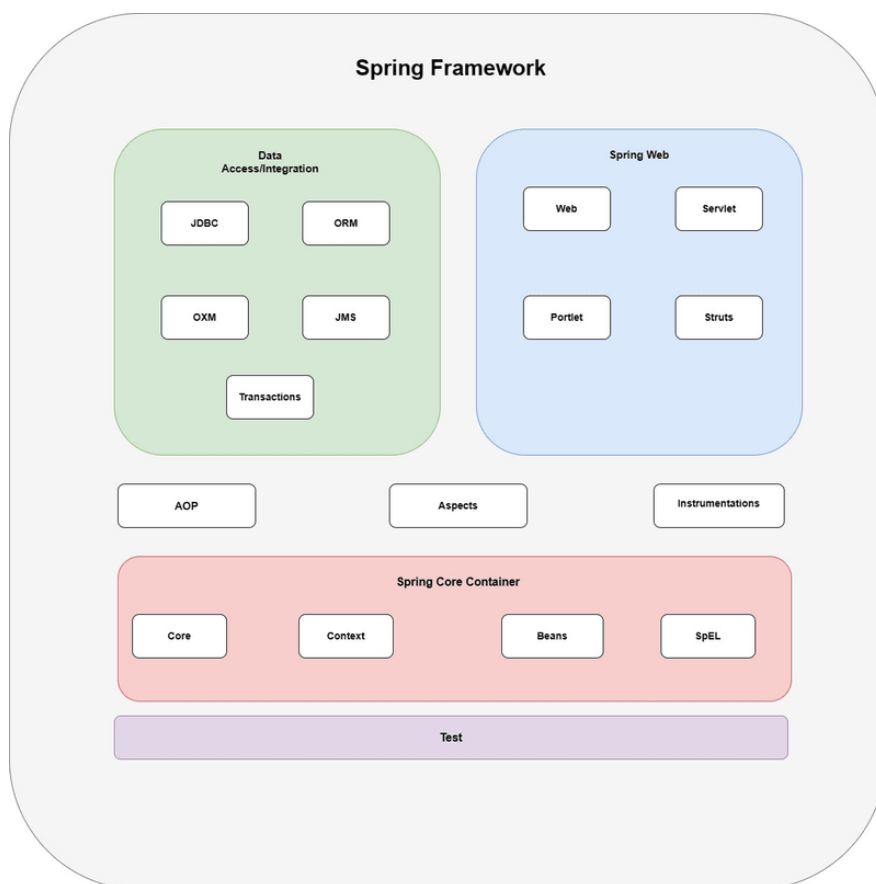 Spring Framework
Data
Access/Integration
JDBC
ORM
OXM
JMS
Transactions
Spring Web
Web
Servlet
Portlet
Struts
AOP
Aspects
Instrumentations
Spring Core Container
Core
Context
Beans
SpEL
Test